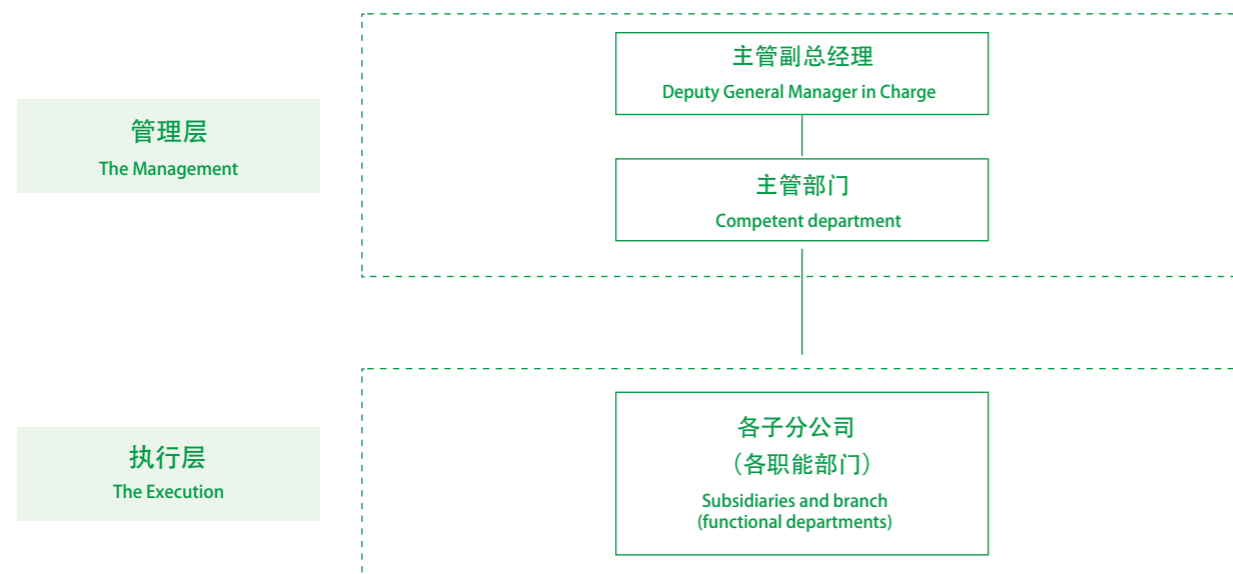 主管副总经理
Deputy General Manager in Charge
管理层
The Management
主管部门
Competent department
各子分公司
（各职能部门）
执行层
The Execution
Subsidiaries and branch
(functional departments)